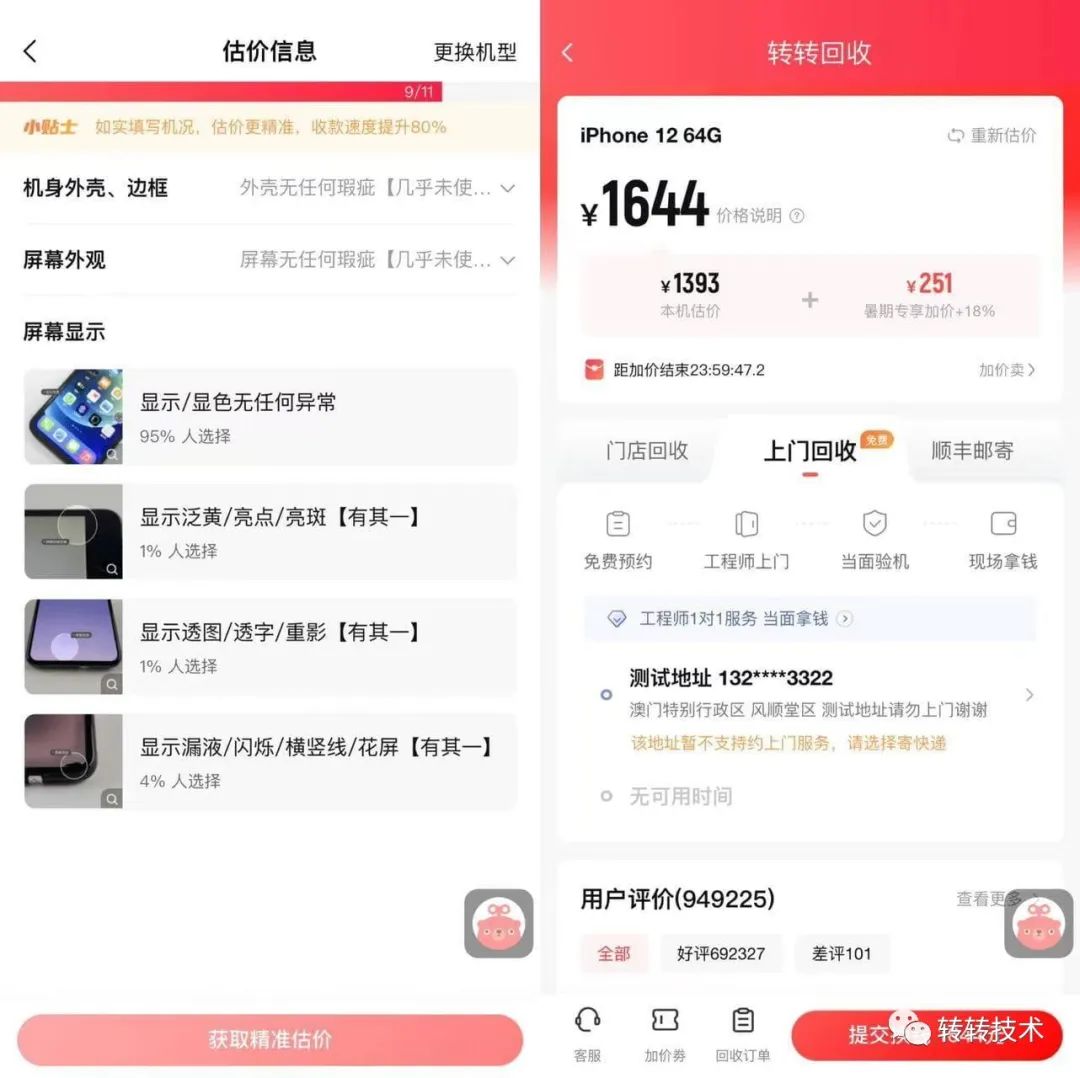 估价信息
更换机型
9/11
小贴士 如实填写机况，估价更精准，收款速度提升80%
机身外壳、边框 外壳无任何瑕疵【几乎未使...
屏幕外观 屏幕无任何瑕疵【几乎未使...
屏幕显示
显示/显色无任何异常
95% 人选择
显示泛黄/亮点/亮斑【有其一】
1% 人选择
显示透图/透字/重影【有其一】
1% 人选择
显示漏液/闪烁/横竖线/花屏【有其一】
4% 人选择
获取精准估价
转转回收
iPhone 12 64G
重新估价
¥1644 价格说明
¥1393 + ¥251
本机估价 暑期专享加价+18%
距加价结束23:59:47.2 加价卖
门店回收 上门回收 免费 顺丰邮寄
免费预约 工程师上门 当面验机 现场拿钱
工程师1对1服务 当面拿钱
测试地址 132****3322
澳门特别行政区 风顺堂区 测试地址请勿上门谢谢
该地址暂不支持约上门服务，请选择寄快递
无可用时间
用户评价(949225) 查看更多
全部 好评692327 差评101
客服 加价券 回收订单
提交
转转技术